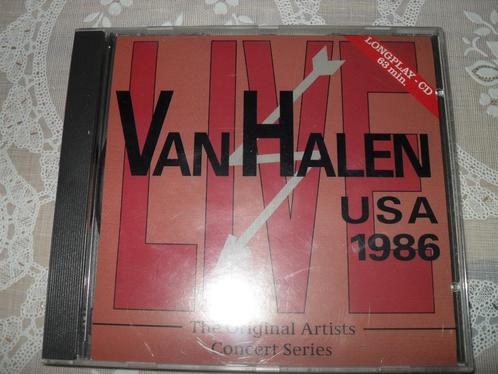 LIVE
LONGPLAY - CD
63 min.
VAN HALEN
USA
1986
The Original Artists
Concert Series